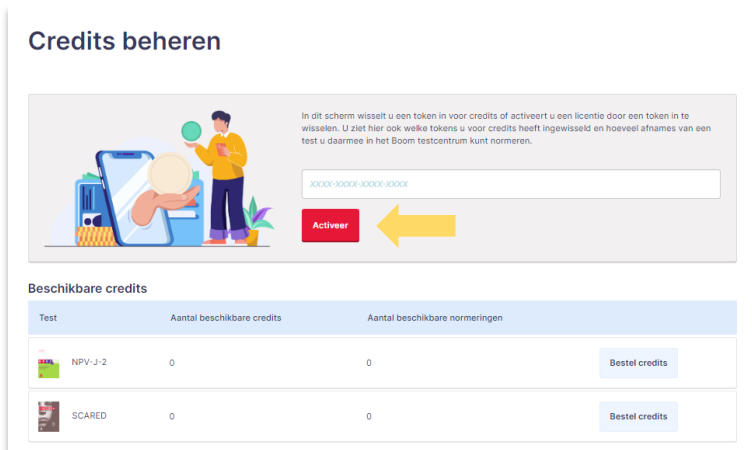 Credits beheren
In dit scherm wisselt u een token in voor credits of activeert u een licentie door een token in te
wisselen. U ziet hier ook welke tokens u voor credits heeft ingewisseld en hoeveel afnames van een
test u daarmee in het Boom testcentrum kunt normeren.
XXXX-XXXX-XXXX-XXXX
Activeer
Beschikbare credits
Test Aantal beschikbare credits Aantal beschikbare normeringen
NPV-J-2 0 0 Bestel credits
SCARED 0 0 Bestel credits